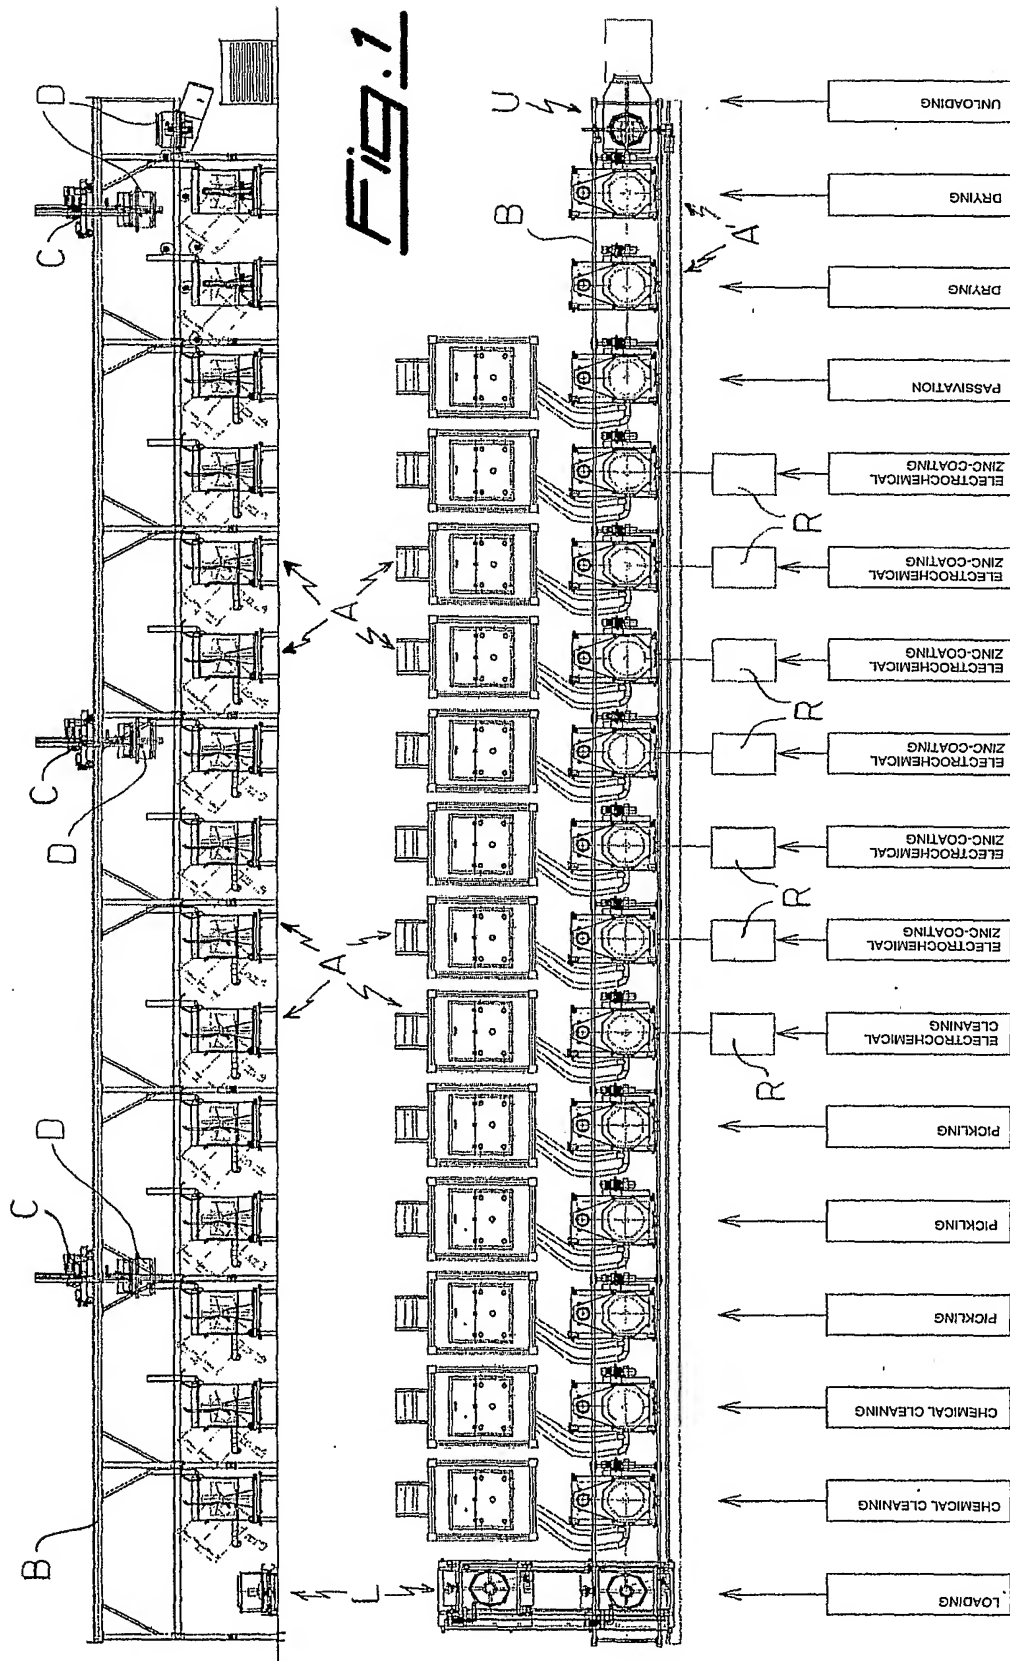 Fig.1
D
C
D
C
D
C
B
A
A
L
U
B
A'
R
R
R
R
R
UNLOADING
DRYING
DRYING
PASSIVATION
ELECTROCHEMICAL
ZINC-COATING
ELECTROCHEMICAL
ZINC-COATING
ELECTROCHEMICAL
ZINC-COATING
ELECTROCHEMICAL
ZINC-COATING
ELECTROCHEMICAL
ZINC-COATING
ELECTROCHEMICAL
ZINC-COATING
ELECTROCHEMICAL
CLEANING
PICKLING
PICKLING
PICKLING
CHEMICAL CLEANING
CHEMICAL CLEANING
LOADING